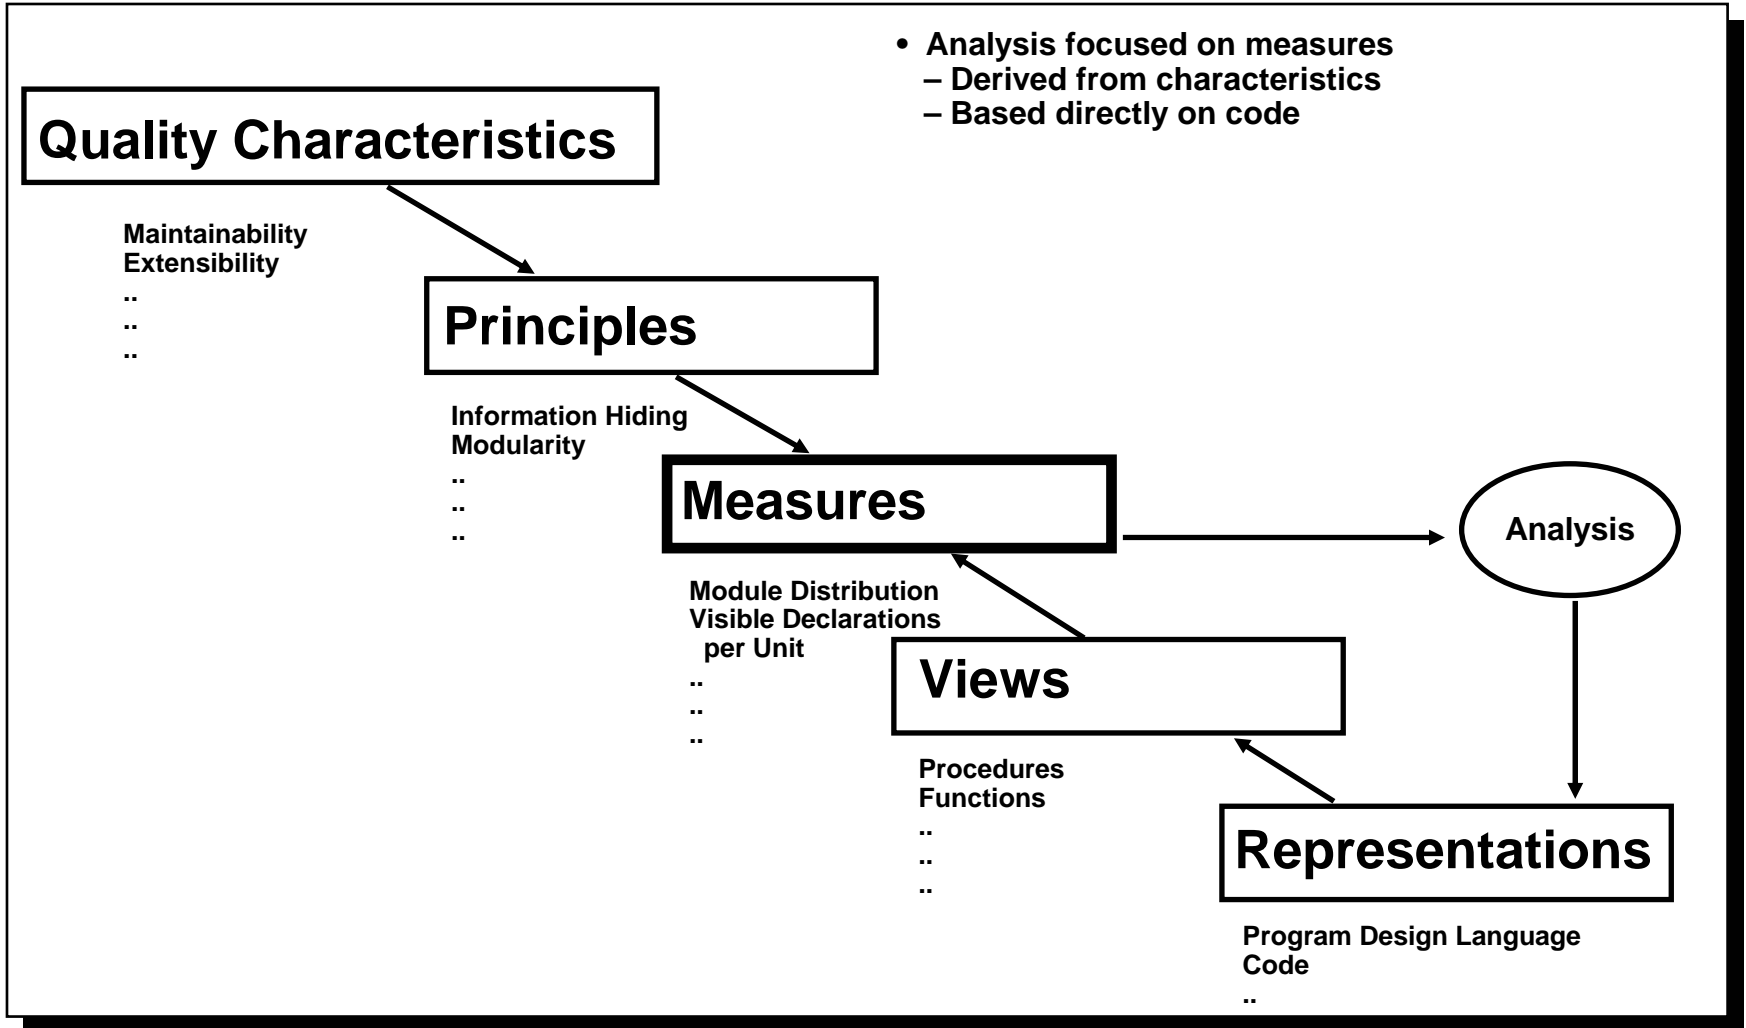 • Analysis focused on measures
– Derived from characteristics
– Based directly on code
Quality Characteristics
Maintainability
Extensibility
..
..
..
Principles
Information Hiding
Modularity
..
..
..
Measures
Analysis
Module Distribution
Visible Declarations
per Unit
..
..
..
Views
Procedures
Functions
..
..
..
Representations
Program Design Language
Code
..